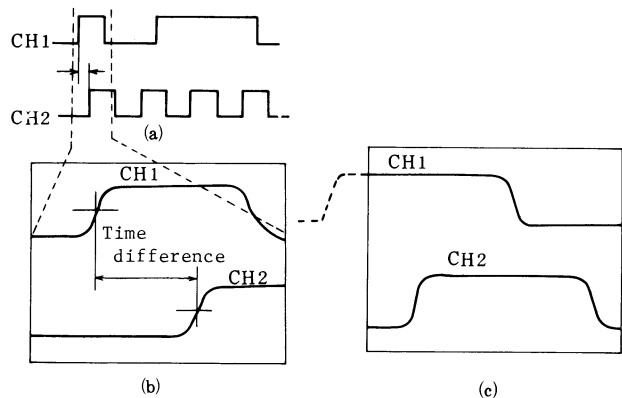 CH1
CH2
(a)
CH1
Time
difference
CH2
(b)
CH1
CH2
(c)